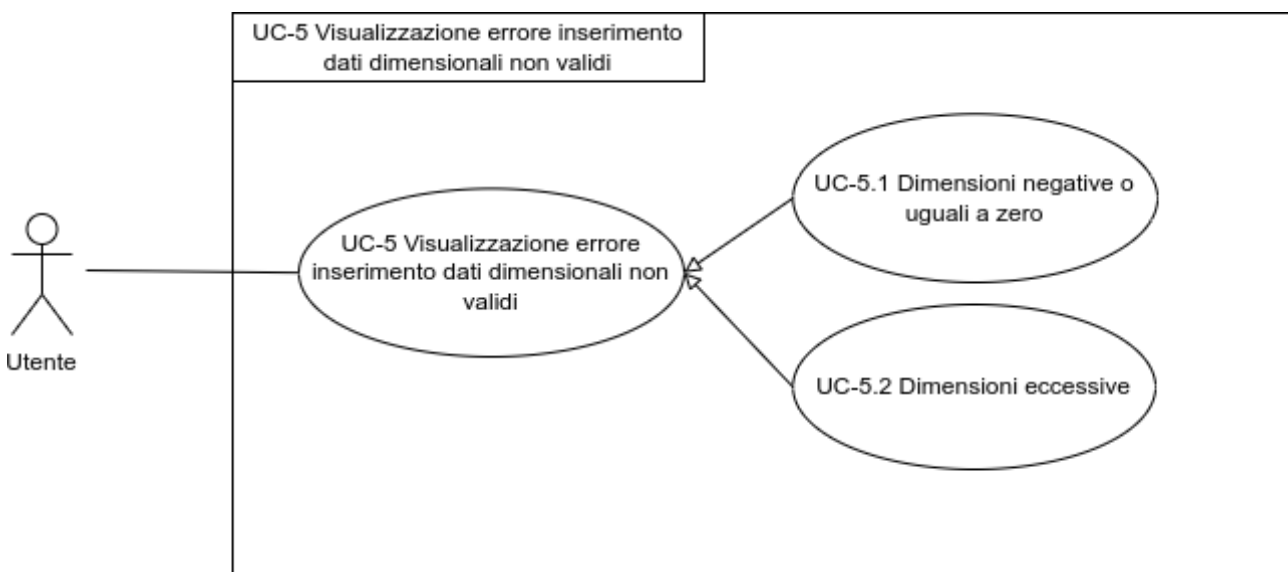 UC-5 Visualizzazione errore inserimento
dati dimensionali non validi
UC-5.1 Dimensioni negative o
uguali a zero
UC-5 Visualizzazione errore
inserimento dati dimensionali non
validi
Utente
UC-5.2 Dimensioni eccessive